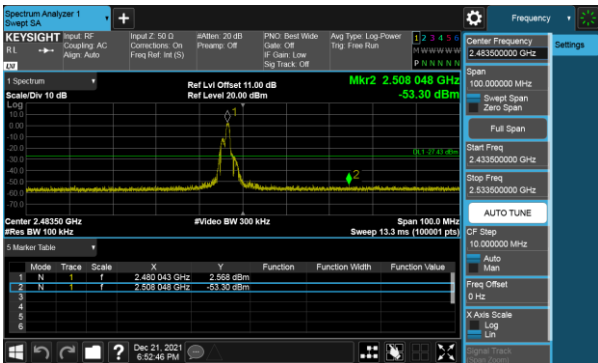 Spectrum Analyzer 1
Swept SA
+
Frequency
KEYSIGHT
RL
Input: RF
Coupling: AC
Align: Auto
Input Z: 50 Ω
Corrections: On
Freq Ref: Int (S)
#Atten: 20 dB
Preamp: Off
PNO: Best Wide
Gate: Off
IF Gain: Low
Sig Track: Off
Avg Type: Log-Power
Trig: Free Run
1 2 3 4 5 6
M W W W W W
P N N N N N
1 Spectrum
Scale/Div 10 dB
Ref Lvl Offset 11.00 dB
Ref Level 20.00 dBm
Mkr2 2.508 048 GHz
-53.30 dBm
Log
10.0
0.00
-10.0
-20.0
-30.0
-40.0
-50.0
-60.0
-70.0
1
DL1 -27.43 dBm
2
Center 2.48350 GHz
#Video BW 300 kHz
Span 100.0 MHz
#Res BW 100 kHz
Sweep 13.3 ms (100001 pts)
5 Marker Table
Mode Trace Scale X Y Function Function Width Function Value
1 N 1 f 2.480 043 GHz 2.568 dBm
2 N 1 f 2.508 048 GHz -53.30 dBm
3
4
5
6
Dec 21, 2021
6:52:46 PM
?
Center Frequency
2.483500000 GHz
Settings
Span
100.000000 MHz
Swept Span
Zero Span
Full Span
Start Freq
2.433500000 GHz
Stop Freq
2.533500000 GHz
AUTO TUNE
CF Step
10.000000 MHz
Auto
Man
Freq Offset
0 Hz
X Axis Scale
Log
Lin
Signal Track
(Span Zoom)